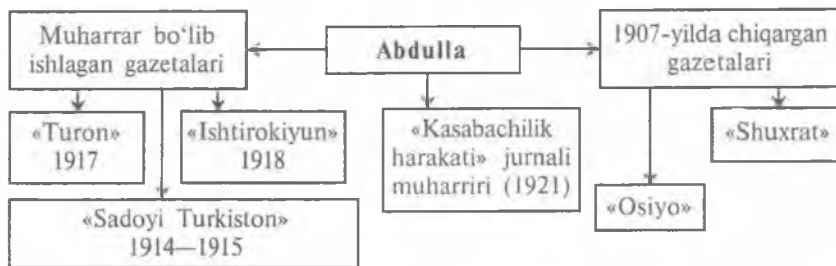 Muharrar bo‘lib
ishlagan gazetalari
Abdulla
1907-yilda chiqargan
gazetalari
«Turon»
1917
«Ishtirokiyun»
1918
«Kasabachilik
harakati» jurnali
muharriri (1921)
«Shuxrat»
«Sadoyi Turkiston»
1914—1915
«Osiyo»